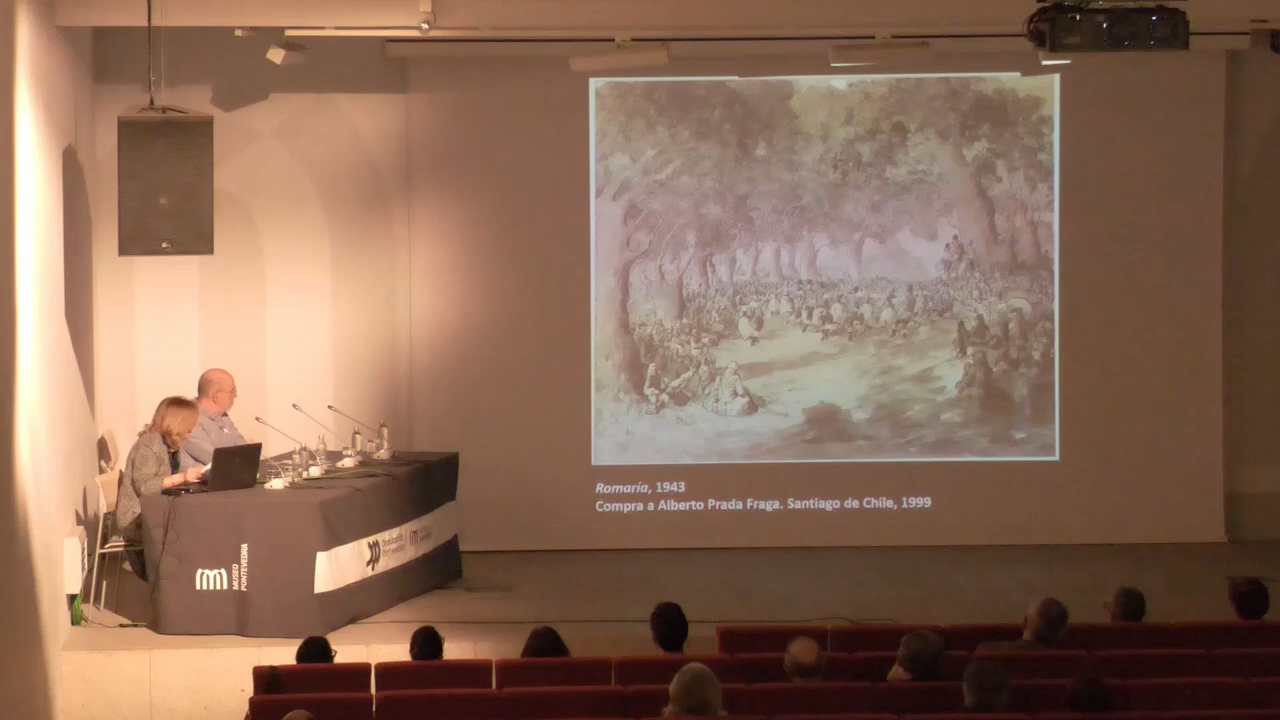 Romaría, 1943
Compra a Alberto Prada Fraga. Santiago de Chile, 1999
MUSEO
PONTEVEDRA